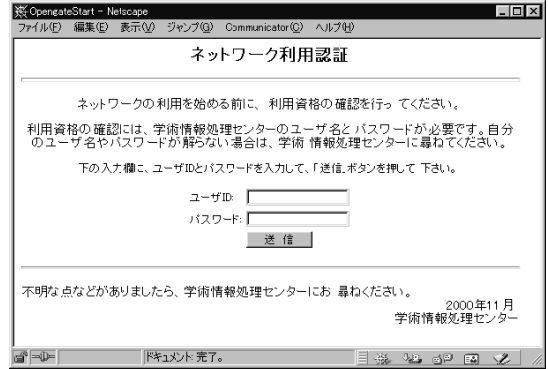 OpengateStart - Netscape
ファイル(F) 編集(E) 表示(V) ジャンプ(G) Communicator(C) ヘルプ(H)
ネットワーク利用認証
ネットワークの利用を始める前に、利用資格の確認を行っ てください。
利用資格の確認には、学術情報処理センターのユーザ名と パスワードが必要です。自分
のユーザ名やパスワードが解らない場合は、学術 情報処理センターに尋ねてください。
下の入力欄に、ユーザIDとパスワードを入力して、「送信」ボタンを押して 下さい。
ユーザID:
パスワード:
送 信
不明な点などがありましたら、学術情報処理センターにお 尋ねください。
2000年11月
学術情報処理センター
ドキュメント: 完了。